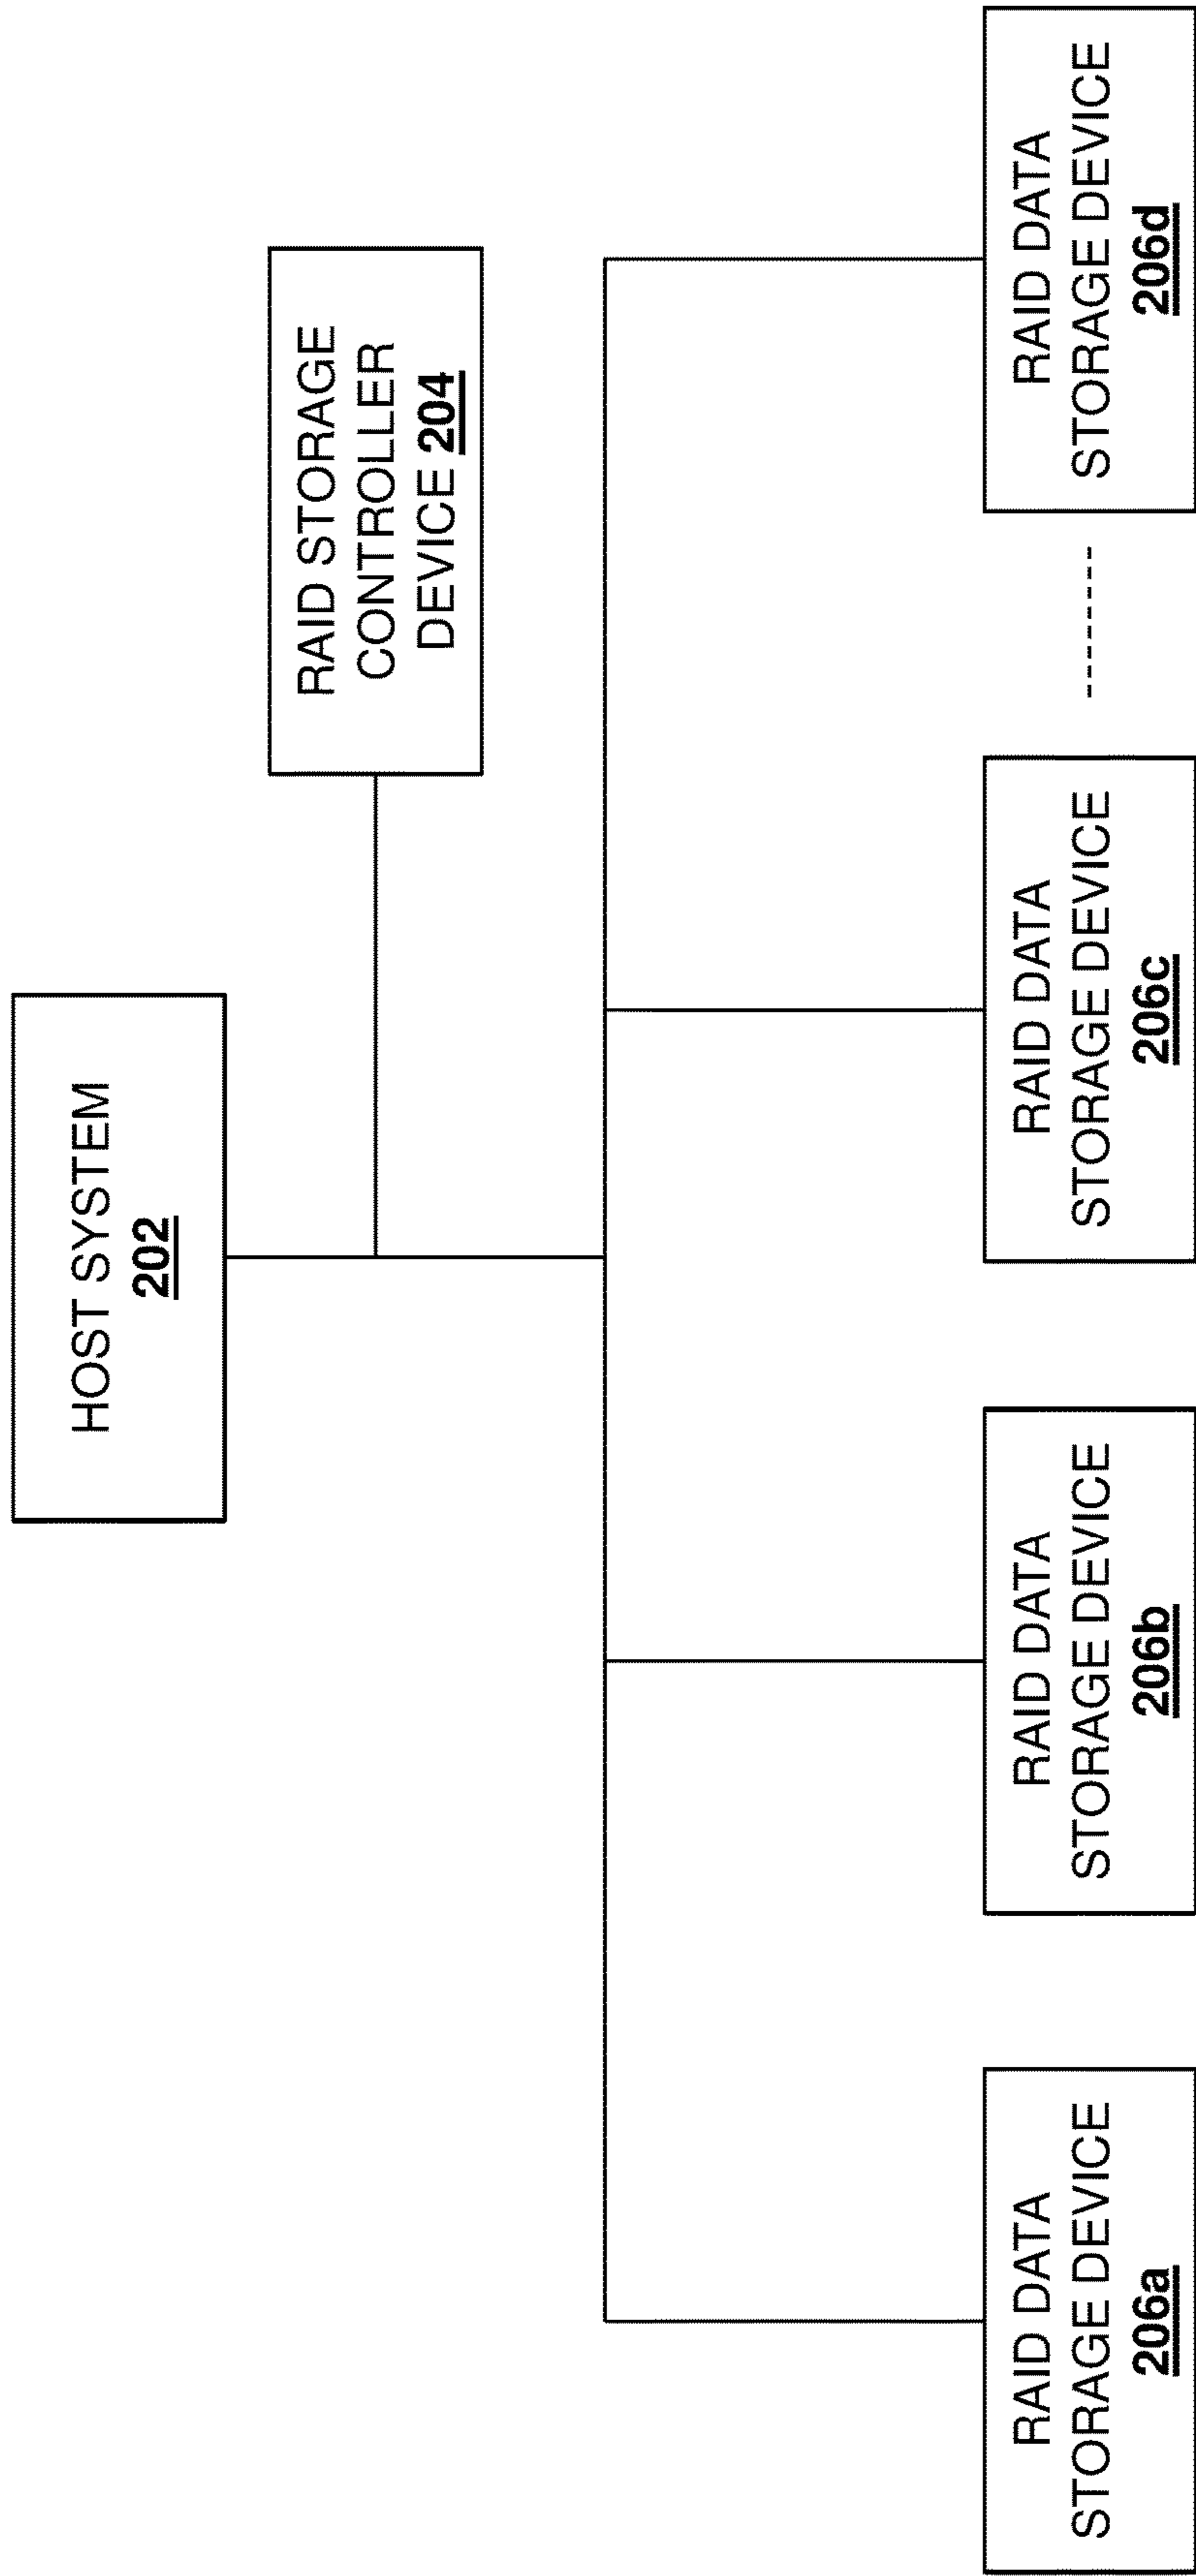 HOST SYSTEM
202
RAID STORAGE
CONTROLLER
DEVICE 204
RAID DATA
STORAGE DEVICE
206a
RAID DATA
STORAGE DEVICE
206b
RAID DATA
STORAGE DEVICE
206c
RAID DATA
STORAGE DEVICE
206d